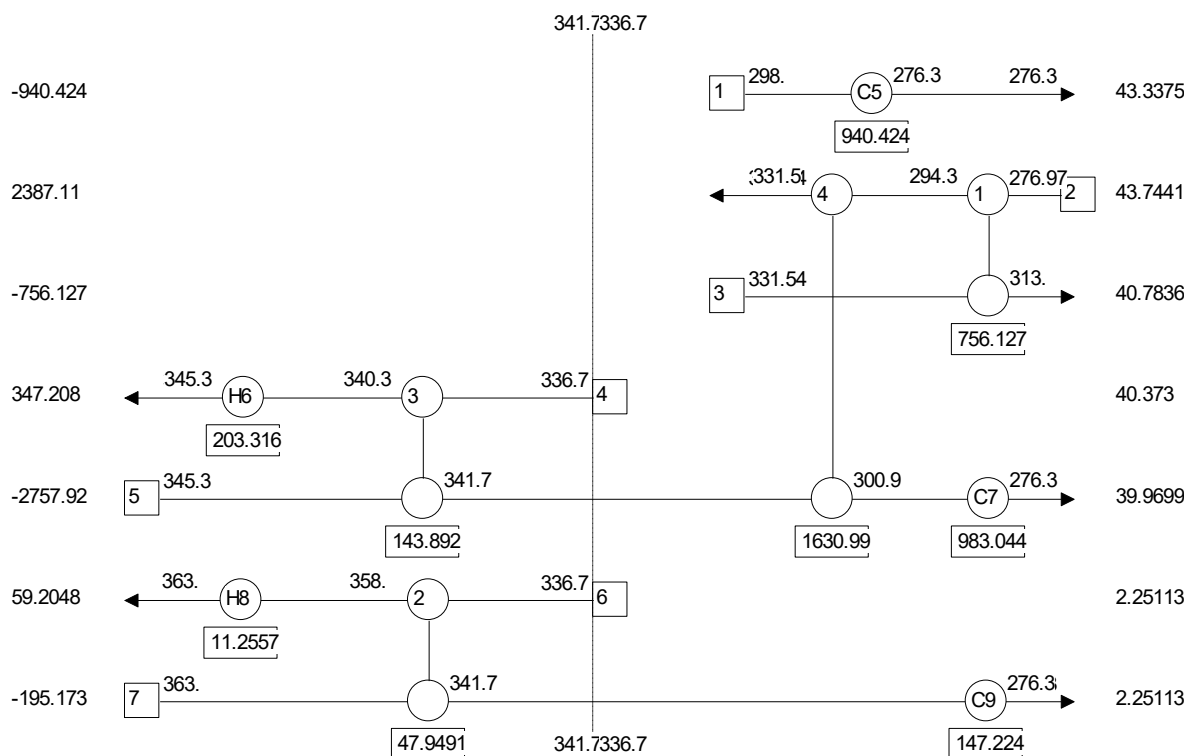 341.7336.7
-940.424 1 298. C5 276.3 276.3 43.3375
940.424
2387.11 331.54 4 294.3 1 276.97 2 43.7441
-756.127 3 331.54 313. 40.7836
756.127
347.208 345.3 H6 340.3 3 336.7 4 40.373
203.316
-2757.92 5 345.3 341.7 300.9 C7 276.3 39.9699
143.892 1630.99 983.044
59.2048 363. H8 358. 2 336.7 6 2.25113
11.2557
-195.173 7 363. 341.7 C9 276.3 2.25113
47.9491 341.7336.7 147.224